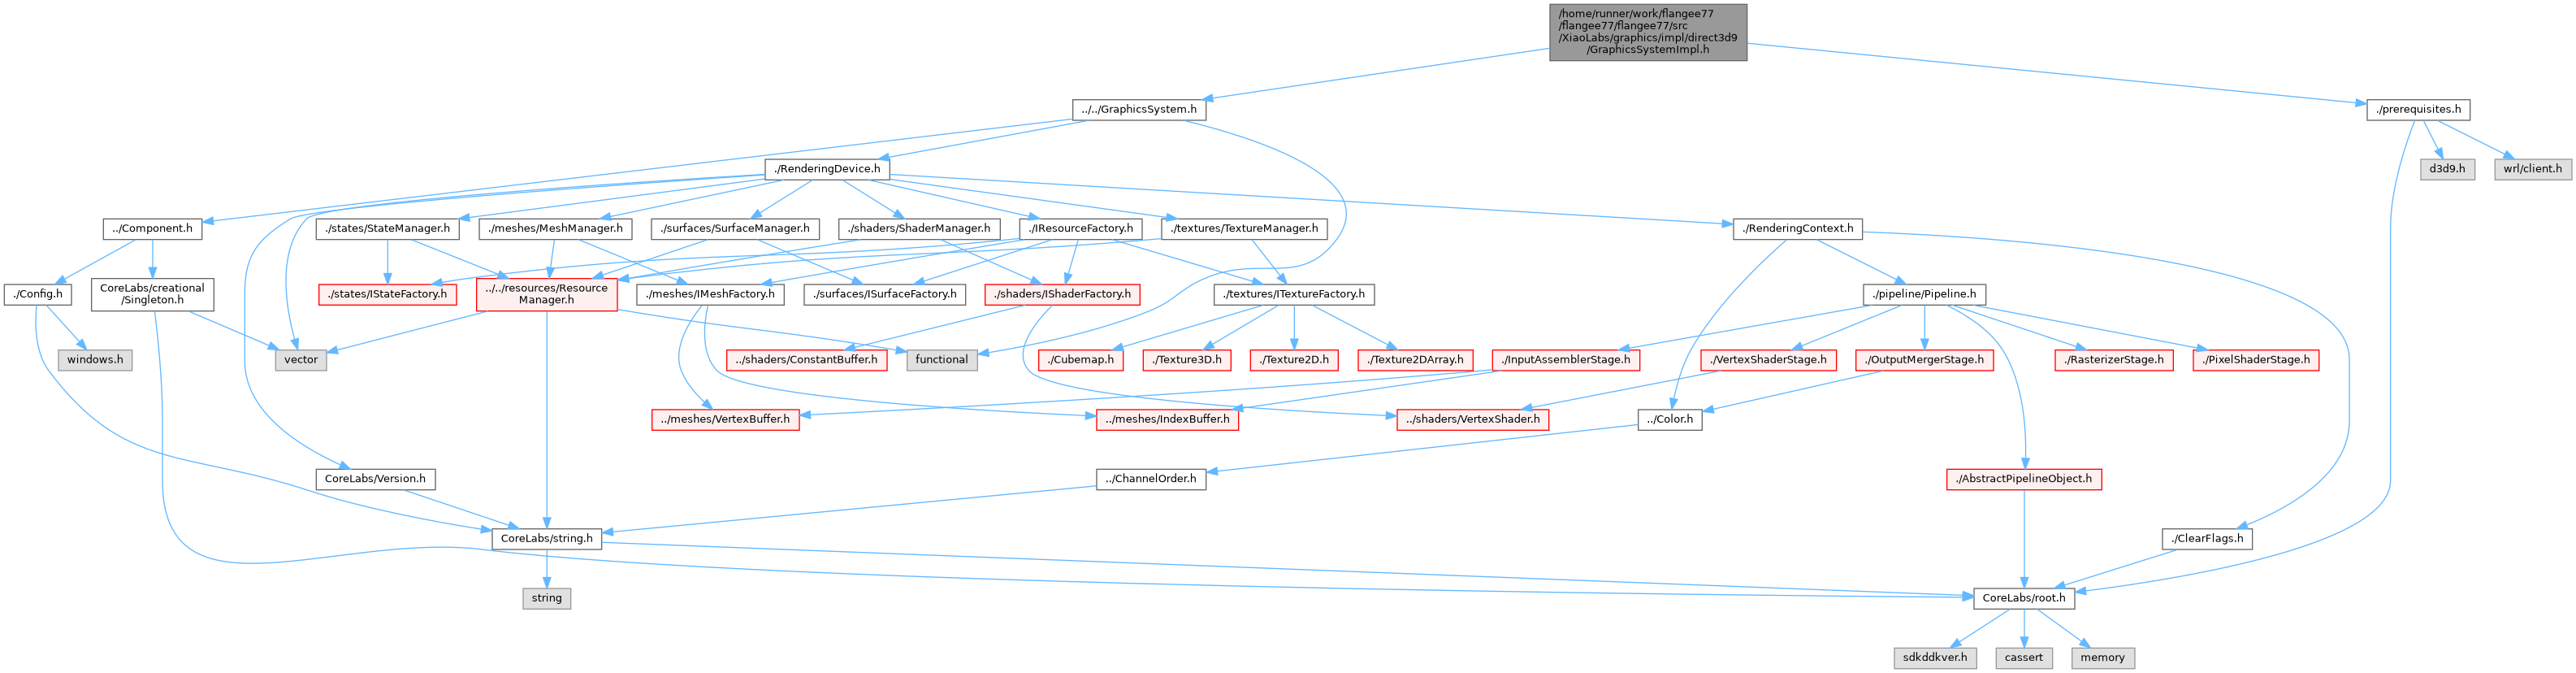 /home/runner/work/flangee77
/flangee77/flangee77/src
/XiaoLabs/graphics/impl/direct3d9
/GraphicsSystemImpl.h
../../GraphicsSystem.h
./prerequisites.h
./RenderingDevice.h
d3d9.h
wrl/client.h
../Component.h
./states/StateManager.h
./meshes/MeshManager.h
./surfaces/SurfaceManager.h
./shaders/ShaderManager.h
./IResourceFactory.h
./textures/TextureManager.h
./RenderingContext.h
./Config.h
CoreLabs/creational
/Singleton.h
./states/IStateFactory.h
../../resources/Resource
Manager.h
./meshes/IMeshFactory.h
./surfaces/ISurfaceFactory.h
./shaders/IShaderFactory.h
./textures/ITextureFactory.h
./pipeline/Pipeline.h
windows.h
vector
../shaders/ConstantBuffer.h
functional
./Cubemap.h
./Texture3D.h
./Texture2D.h
./Texture2DArray.h
./InputAssemblerStage.h
./VertexShaderStage.h
./OutputMergerStage.h
./RasterizerStage.h
./PixelShaderStage.h
../meshes/VertexBuffer.h
../meshes/IndexBuffer.h
../shaders/VertexShader.h
../Color.h
CoreLabs/Version.h
../ChannelOrder.h
./AbstractPipelineObject.h
CoreLabs/string.h
./ClearFlags.h
string
CoreLabs/root.h
sdkddkver.h
cassert
memory